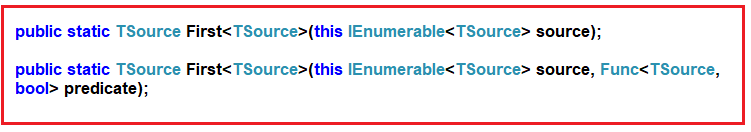 public static TSource First<TSource>(this IEnumerable<TSource> source);
public static TSource First<TSource>(this IEnumerable<TSource> source, Func<TSource,
bool> predicate);